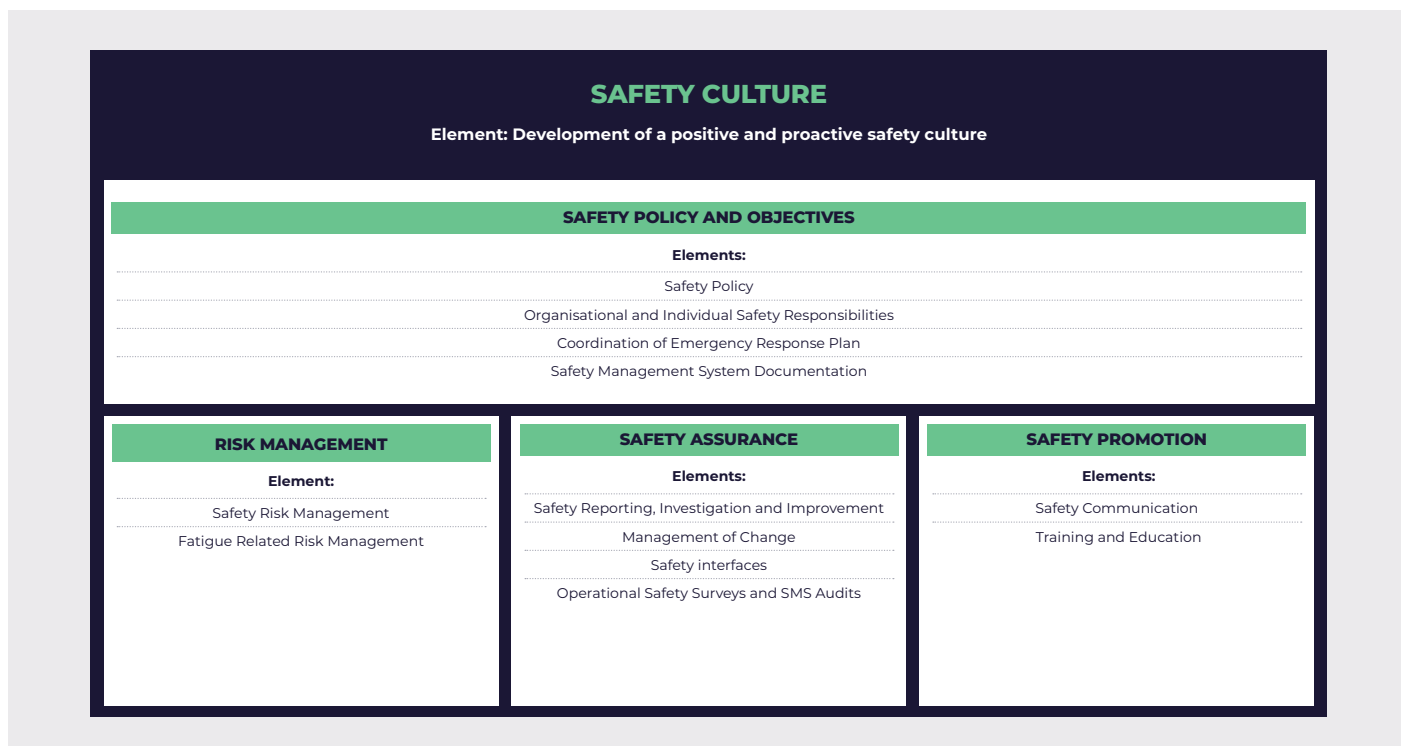 SAFETY CULTURE
Element: Development of a positive and proactive safety culture
SAFETY POLICY AND OBJECTIVES
Elements:
Safety Policy
Organisational and Individual Safety Responsibilities
Coordination of Emergency Response Plan
Safety Management System Documentation
RISK MANAGEMENT
Element:
Safety Risk Management
Fatigue Related Risk Management
SAFETY ASSURANCE
Elements:
Safety Reporting, Investigation and Improvement
Management of Change
Safety interfaces
Operational Safety Surveys and SMS Audits
SAFETY PROMOTION
Elements:
Safety Communication
Training and Education